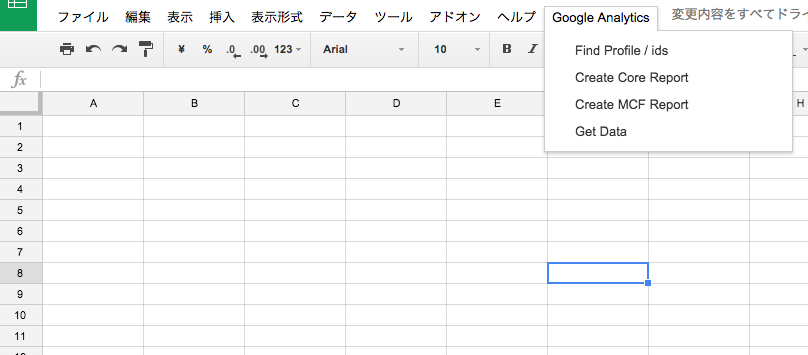 ファイル 編集 表示 挿入 表示形式 データ ツール アドオン ヘルプ Google Analytics 変更内容をすべてドライ
¥ % .0 .00 123 Arial 10 B I
Find Profile / ids
Create Core Report
Create MCF Report
Get Data
fx
A B C D E H
1
2
3
4
5
6
7
8
9
10
11